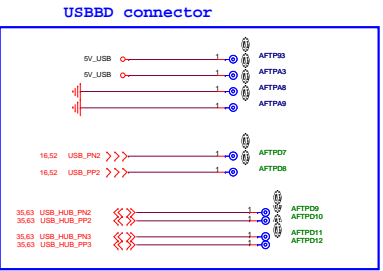 USBBD connector
5V_USB 1 AFTP93
5V_USB 1 AFTPA3
1 AFTPA8
1 AFTPA9
16,52 USB_PN2 1 AFTPD7
16,52 USB_PP2 1 AFTPD8
35,63 USB_HUB_PN2 1 AFTPD9
35,63 USB_HUB_PP2 1 AFTPD10
35,63 USB_HUB_PN3 1 AFTPD11
35,63 USB_HUB_PP3 1 AFTPD12